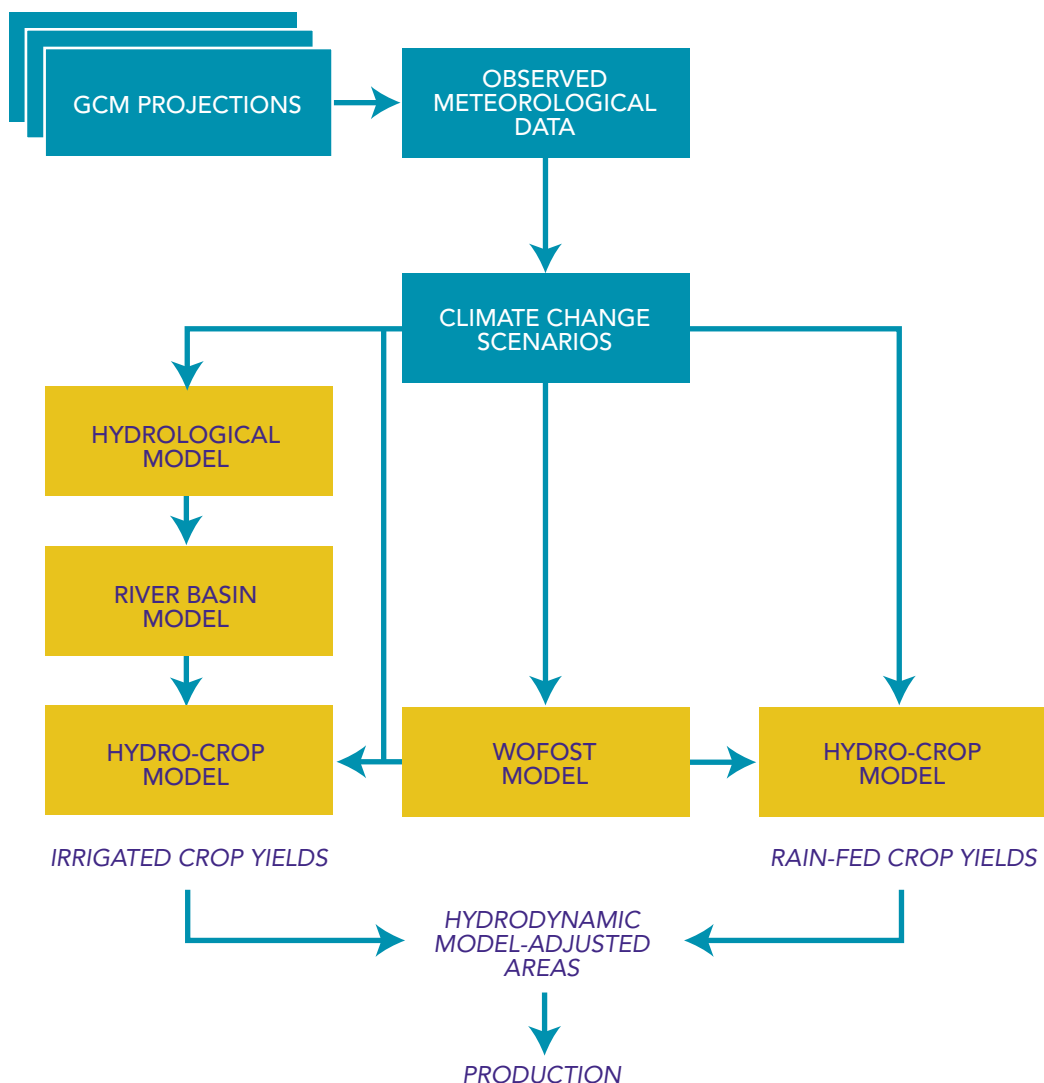 GCM PROJECTIONS
OBSERVED
METEOROLOGICAL
DATA
CLIMATE CHANGE
SCENARIOS
HYDROLOGICAL
MODEL
RIVER BASIN
MODEL
HYDRO-CROP
MODEL
WOFOST
MODEL
HYDRO-CROP
MODEL
IRRIGATED CROP YIELDS
RAIN-FED CROP YIELDS
HYDRODYNAMIC
MODEL-ADJUSTED
AREAS
PRODUCTION